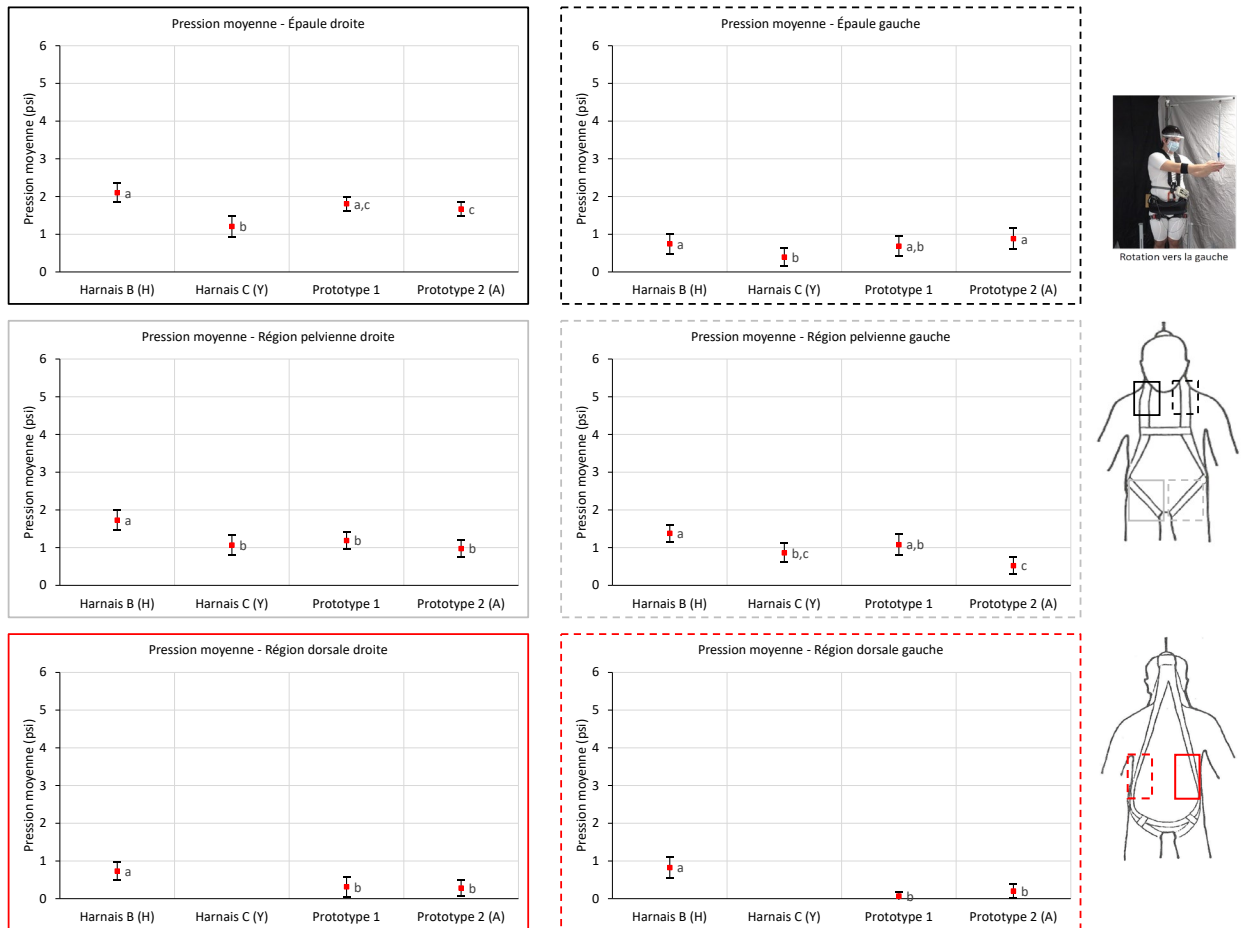 Pression moyenne - Épaule droite
Pression moyenne (psi)
6
5
4
3
2
1
0
a
b
a,c
c
Harnais B (H) Harnais C (Y) Prototype 1 Prototype 2 (A)
Pression moyenne - Épaule gauche
Pression moyenne (psi)
6
5
4
3
2
1
0
a
b
a,b
a
Harnais B (H) Harnais C (Y) Prototype 1 Prototype 2 (A)
Rotation vers la gauche
Pression moyenne - Région pelvienne droite
Pression moyenne (psi)
6
5
4
3
2
1
0
a
b
b
b
Harnais B (H) Harnais C (Y) Prototype 1 Prototype 2 (A)
Pression moyenne - Région pelvienne gauche
Pression moyenne (psi)
6
5
4
3
2
1
0
a
b,c
a,b
c
Harnais B (H) Harnais C (Y) Prototype 1 Prototype 2 (A)
Pression moyenne - Région dorsale droite
Pression moyenne (psi)
6
5
4
3
2
1
0
a
b
b
Harnais B (H) Harnais C (Y) Prototype 1 Prototype 2 (A)
Pression moyenne - Région dorsale gauche
Pression moyenne (psi)
6
5
4
3
2
1
0
a
b
b
Harnais B (H) Harnais C (Y) Prototype 1 Prototype 2 (A)